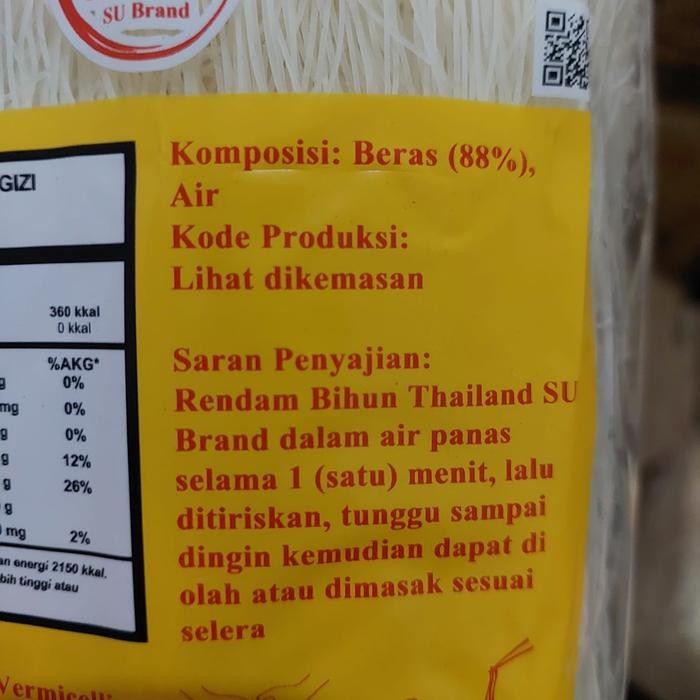 SU Brand
GIZI
360 kkal
0 kkal
%AKG*
g 0%
mg 0%
g 0%
g 12%
g 26%
g
mg 2%
energi 2150 kkal.
tinggi atau
Komposisi: Beras (88%),
Air
Kode Produksi:
Lihat dikemasan
Saran Penyajian:
Rendam Bihun Thailand SU
Brand dalam air panas
selama 1 (satu) menit, lalu
ditiriskan, tunggu sampai
dingin kemudian dapat di
olah atau dimasak sesuai
selera